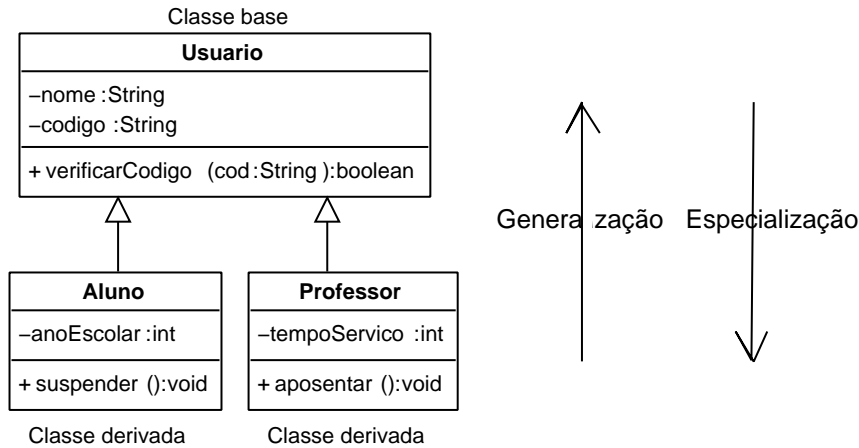 Classe base
Usuario
–nome :String
–codigo :String
+ verificarCodigo (cod:String ):boolean
Generalização Especialização
Aluno
–anoEscolar :int
+ suspender ():void
Professor
–tempoServico :int
+ aposentar ():void
Classe derivada
Classe derivada